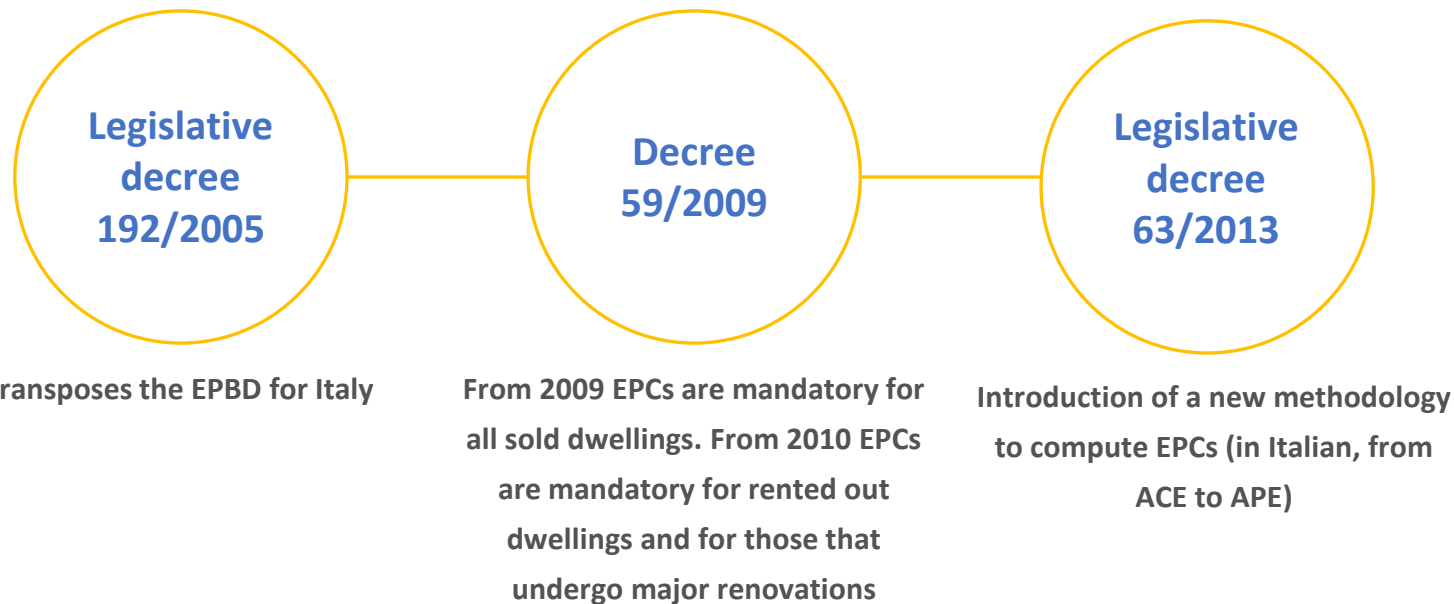 Legislative
decree
192/2005
Decree
59/2009
Legislative
decree
63/2013
ransposes the EPBD for Italy
From 2009 EPCs are mandatory for
all sold dwellings. From 2010 EPCs
are mandatory for rented out
dwellings and for those that
undergo major renovations
Introduction of a new methodology
to compute EPCs (in Italian, from
ACE to APE)